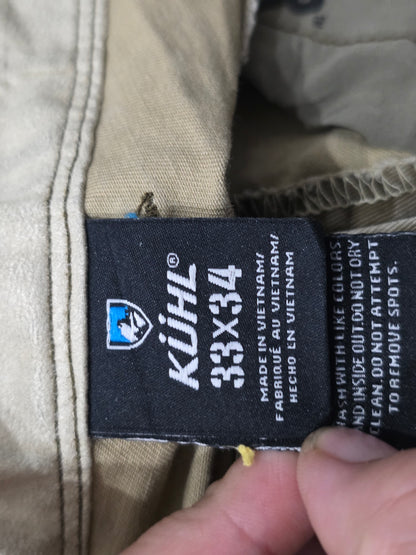 KÜHL®
33X34
MADE IN VIETNAM/
FABRIQUÉ AU VIETNAM/
HECHO EN VIETNAM
WITH LIKE COLORS
INSIDE OUT.DO NOT DRY
CLEAN.DO NOT ATTEMPT
TO REMOVE SPOTS.